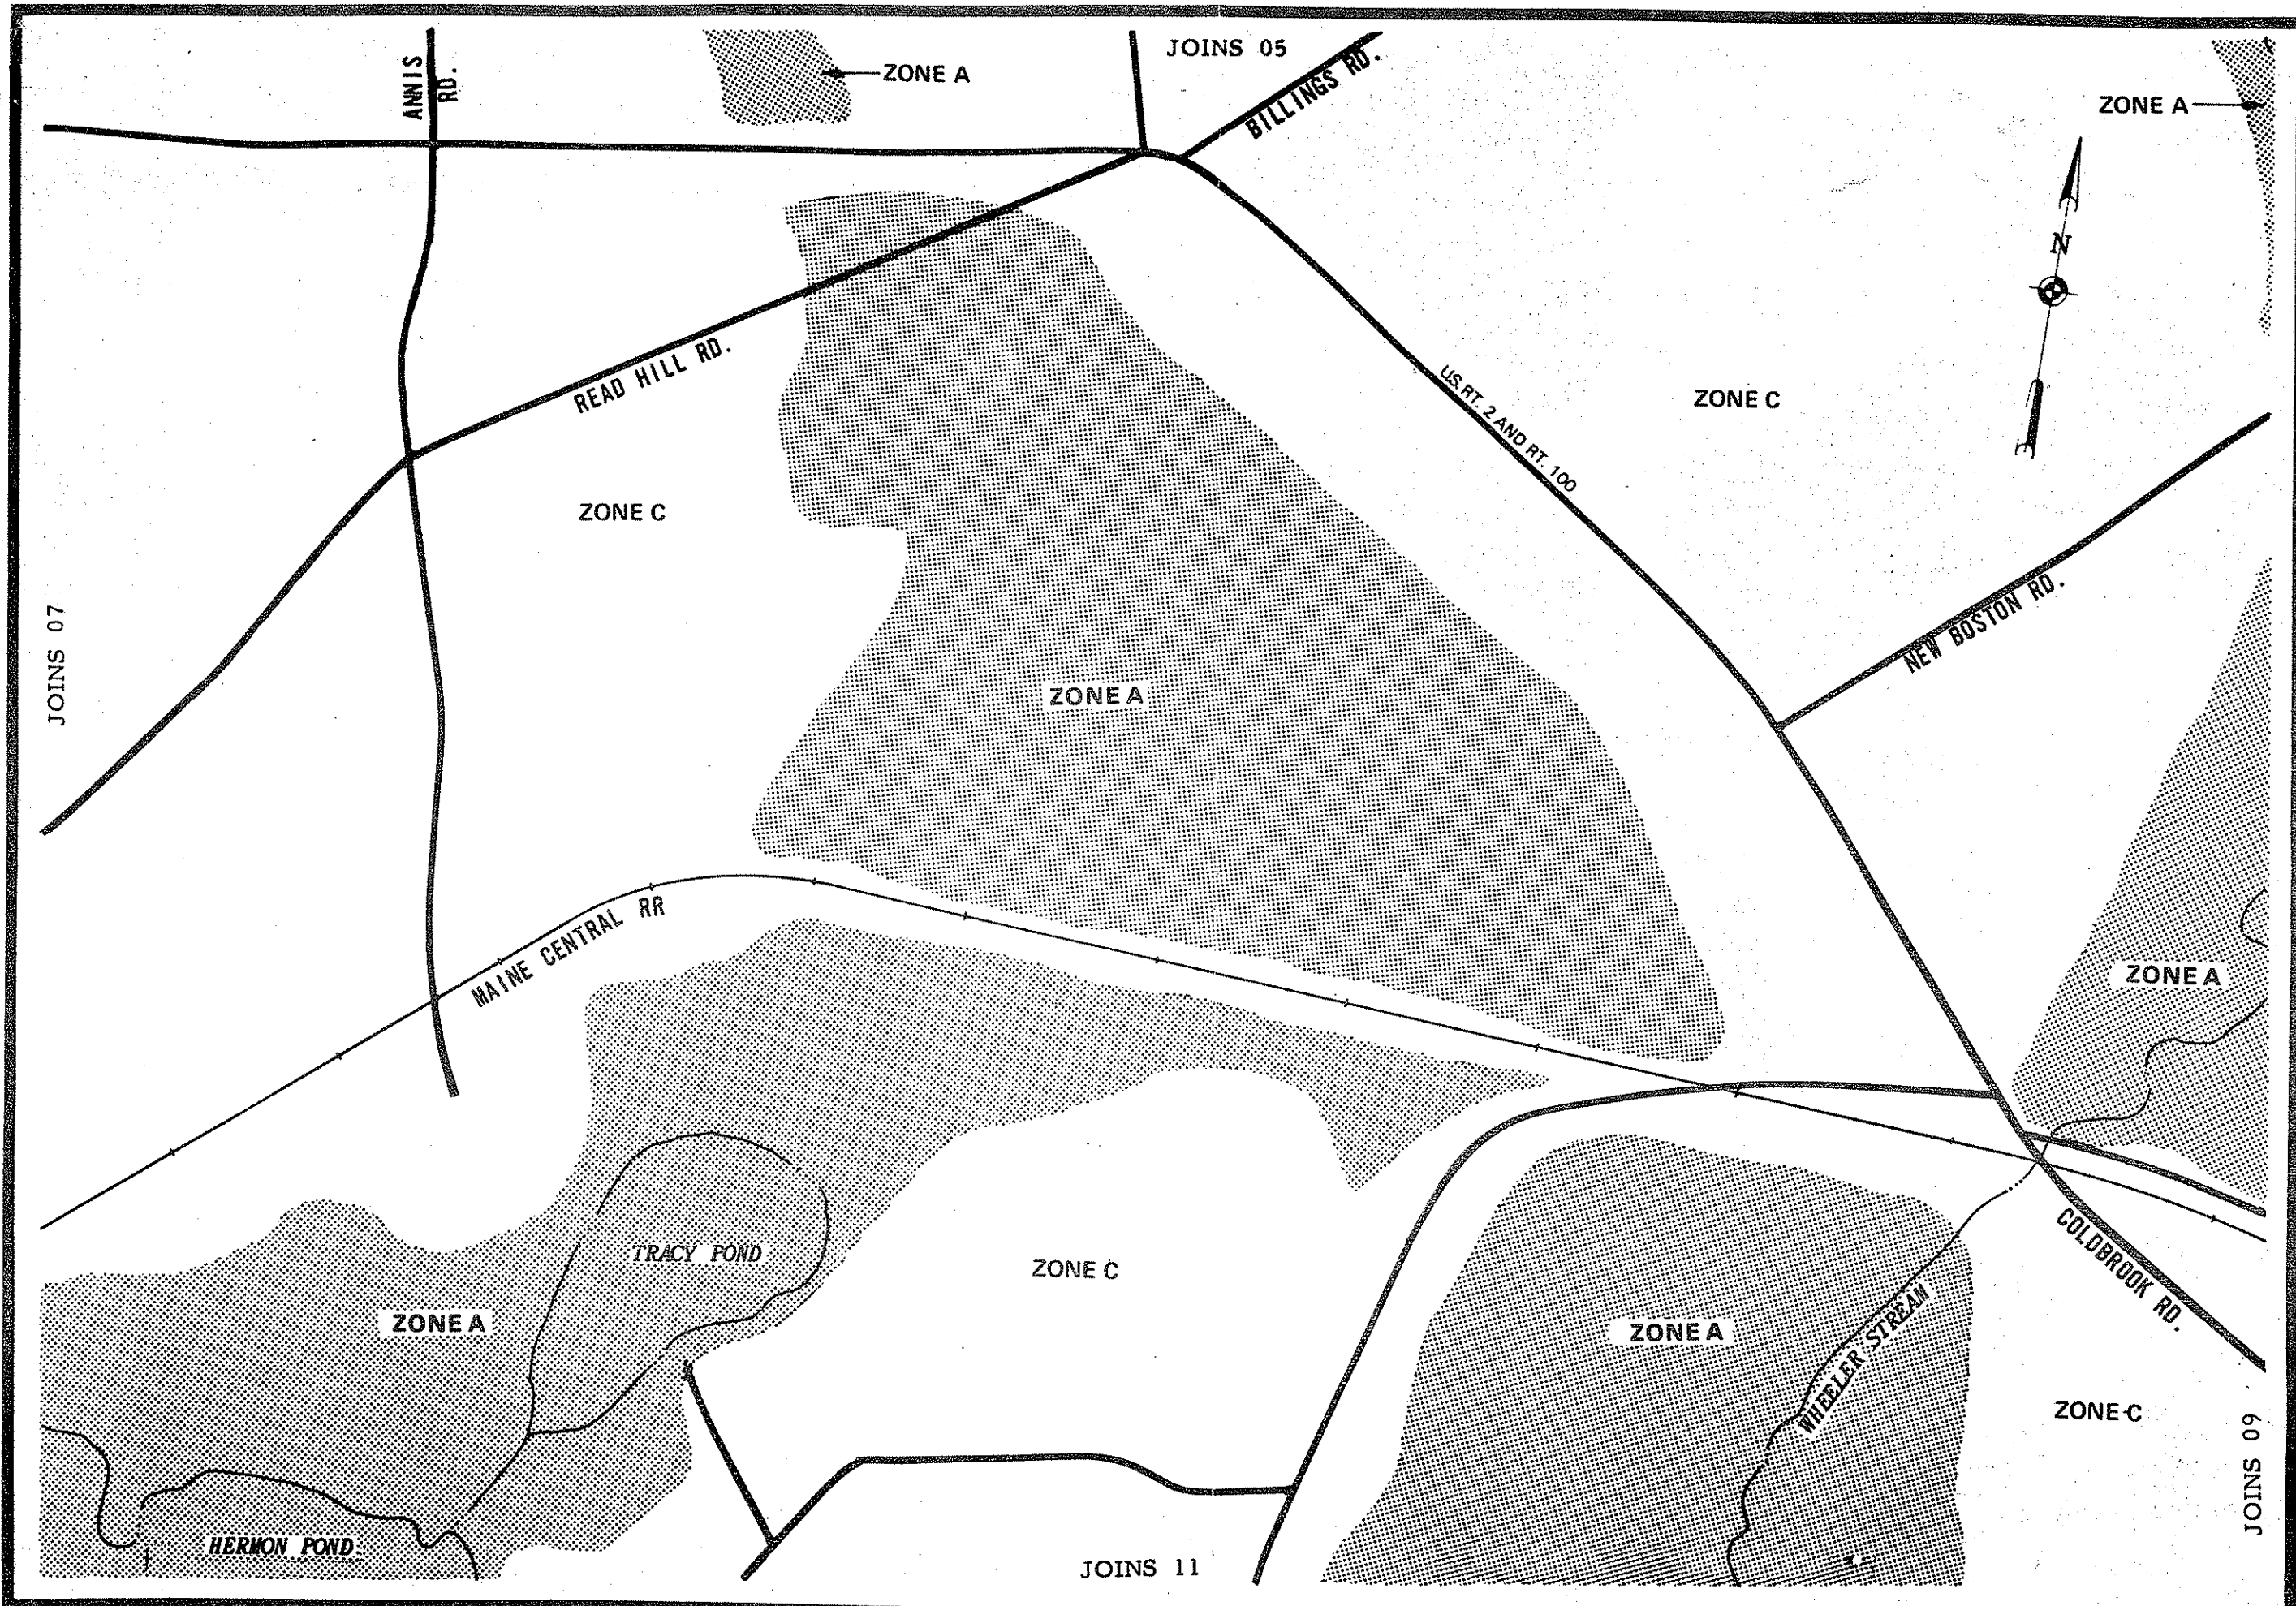 JOINS 05
ANNIS
RD.
ZONE A
BILLINGS RD.
ZONE A
N
READ HILL RD.
US. RT. 2 AND RT. 100
ZONE C
ZONE C
NEW BOSTON RD.
JOINS 07
ZONE A
MAINE CENTRAL RR
ZONE A
TRACY POND
ZONE C
COLDBROOK RD.
ZONE A
ZONE A
WHEELER STREAM
ZONE C
HERMON POND
JOINS 11
JOINS 09